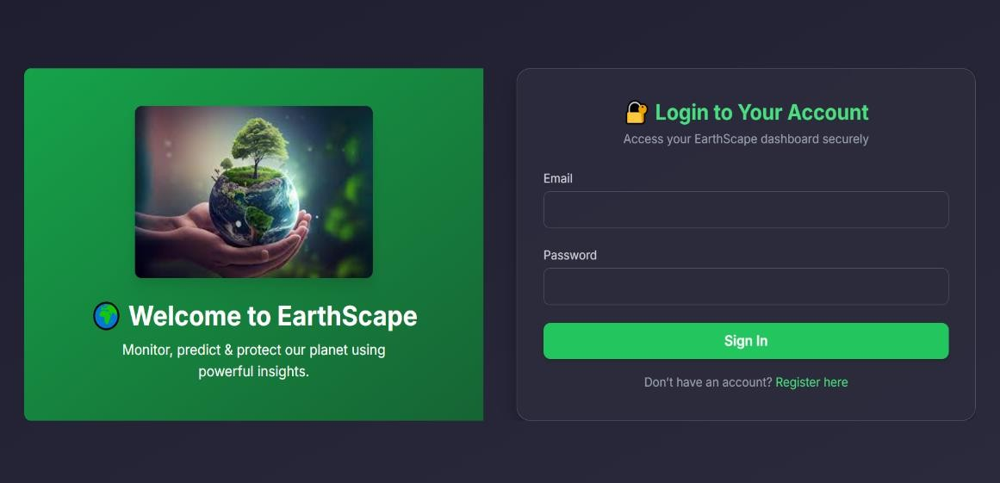 Welcome to EarthScape
Monitor, predict & protect our planet using
powerful insights.
Login to Your Account
Access your EarthScape dashboard securely
Email
Password
Sign In
Don’t have an account? Register here